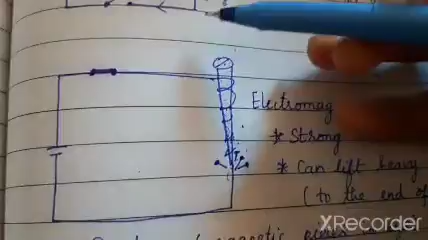 Electromag
* Strong
* Can lift heavy
(to the end of
XRecorder